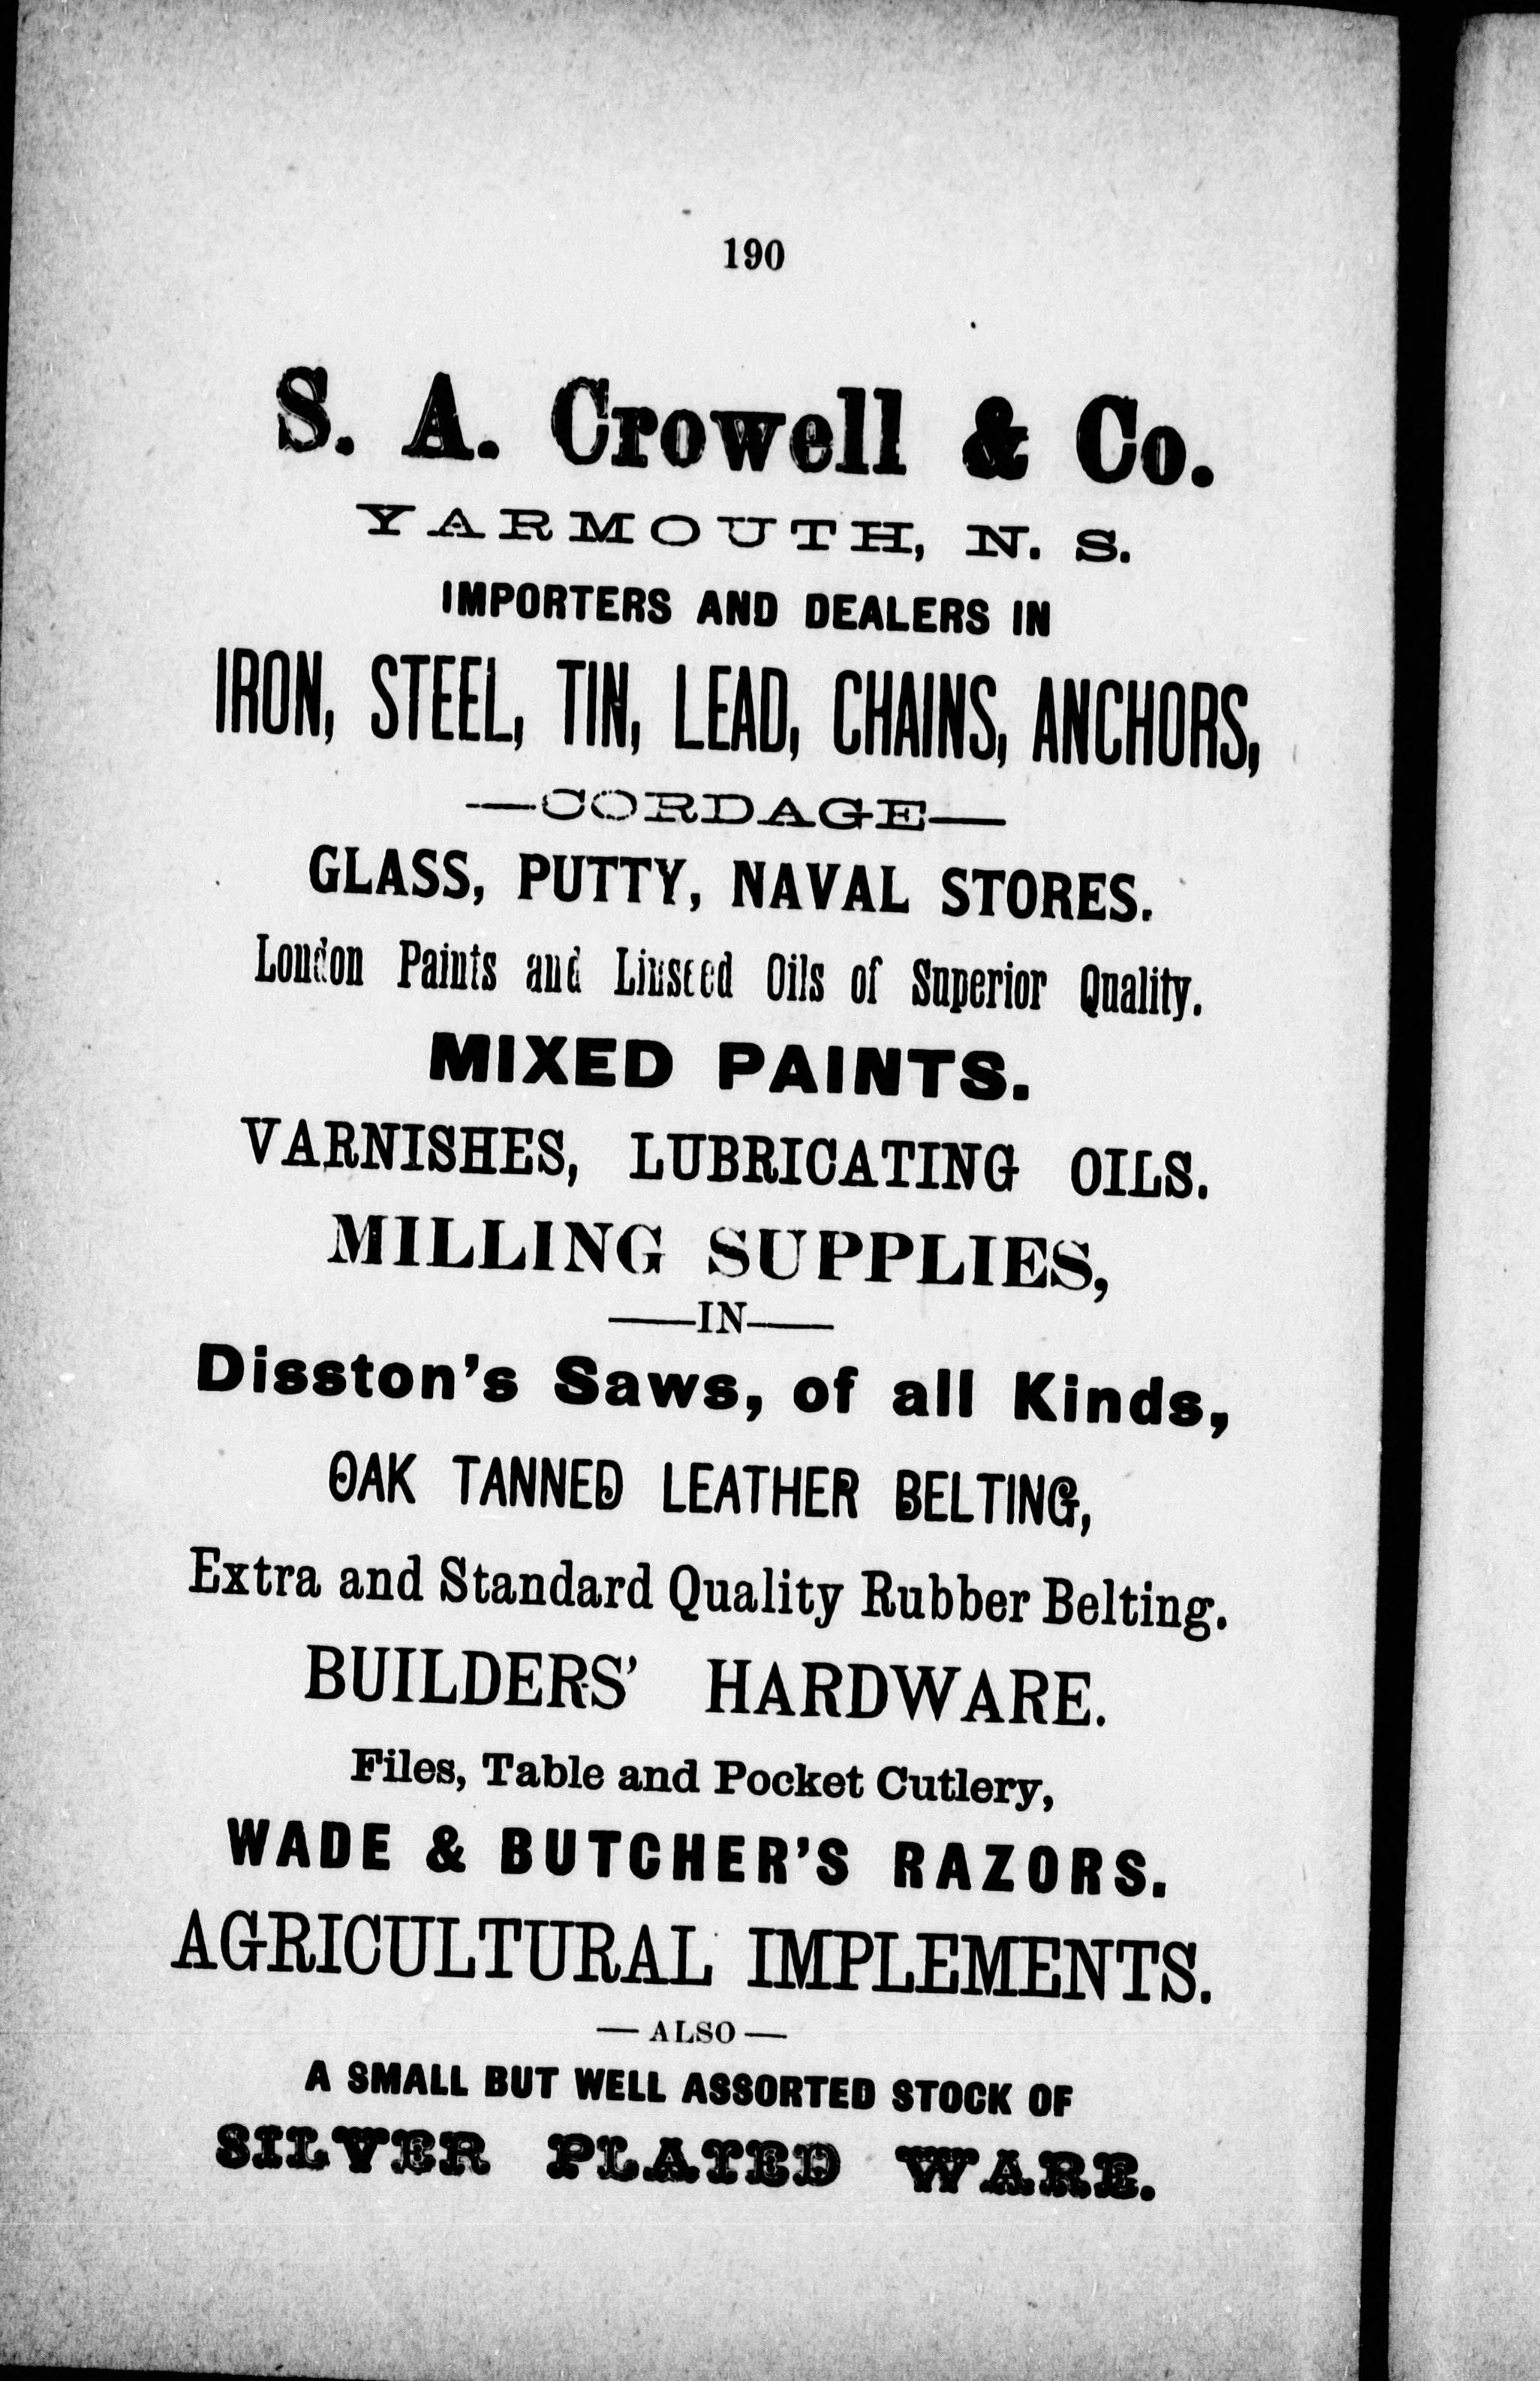 190
S. A. Crowell & Co.
YARMOUTH, N. S.
IMPORTERS AND DEALERS IN
IRON, STEEL, TIN, LEAD, CHAINS, ANCHORS,
—CORDAGE—
GLASS, PUTTY, NAVAL STORES.
London Paints and Linseed Oils of Superior Quality.
MIXED PAINTS.
VARNISHES, LUBRICATING OILS.
MILLING SUPPLIES,
—IN—
Disston's Saws, of all Kinds,
OAK TANNED LEATHER BELTING,
Extra and Standard Quality Rubber Belting.
BUILDERS' HARDWARE.
Files, Table and Pocket Cutlery,
WADE & BUTCHER'S RAZORS.
AGRICULTURAL IMPLEMENTS.
— ALSO —
A SMALL BUT WELL ASSORTED STOCK OF
SILVER PLATED WARE.